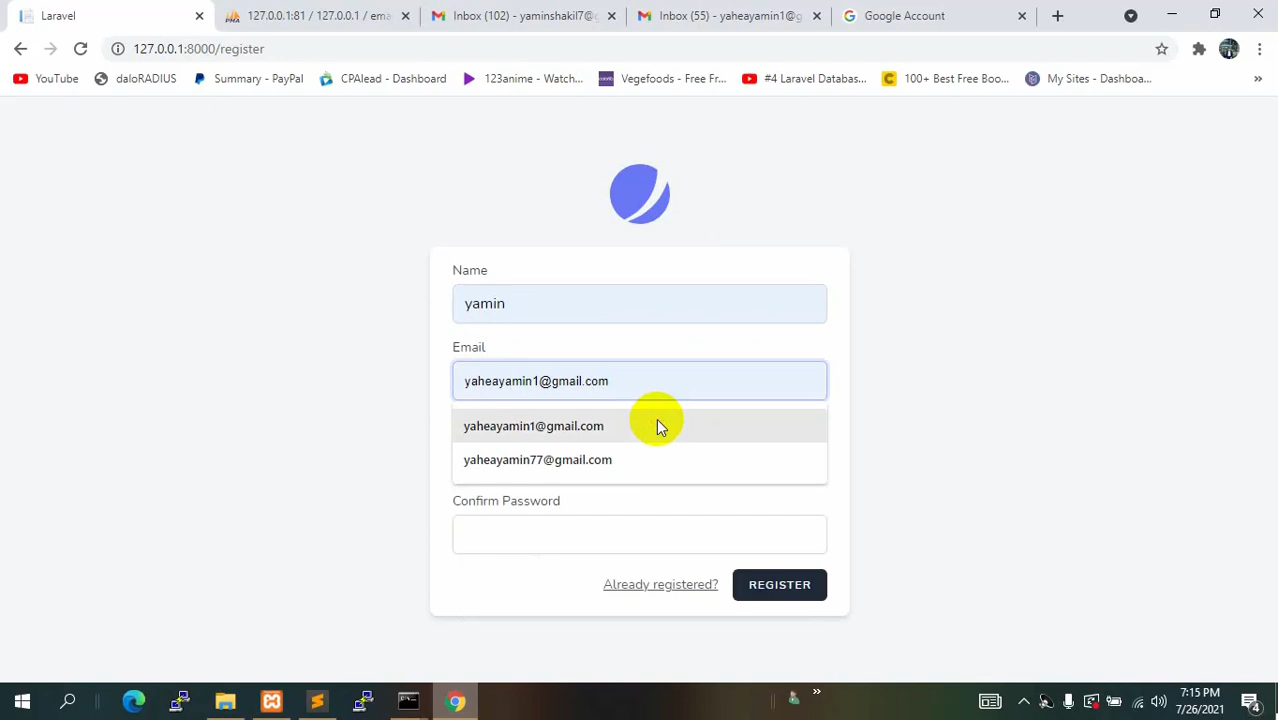 Laravel
127.0.0.1:81 / 127.0.0.1 / ema
Inbox (102) - yaminshakil7@g
Inbox (55) - yaheayamin1@g
Google Account
127.0.0.1:8000/register
YouTube
daloRADIUS
Summary - PayPal
CPAlead - Dashboard
123anime - Watch...
Vegefoods - Free Fr...
#4 Laravel Databas...
100+ Best Free Boo...
My Sites - Dashboa...
»
Name
yamin
Email
yaheayamin1@gmail.com
yaheayamin1@gmail.com
yaheayamin77@gmail.com
Confirm Password
Already registered?
REGISTER
»
7:15 PM
7/26/2021
4